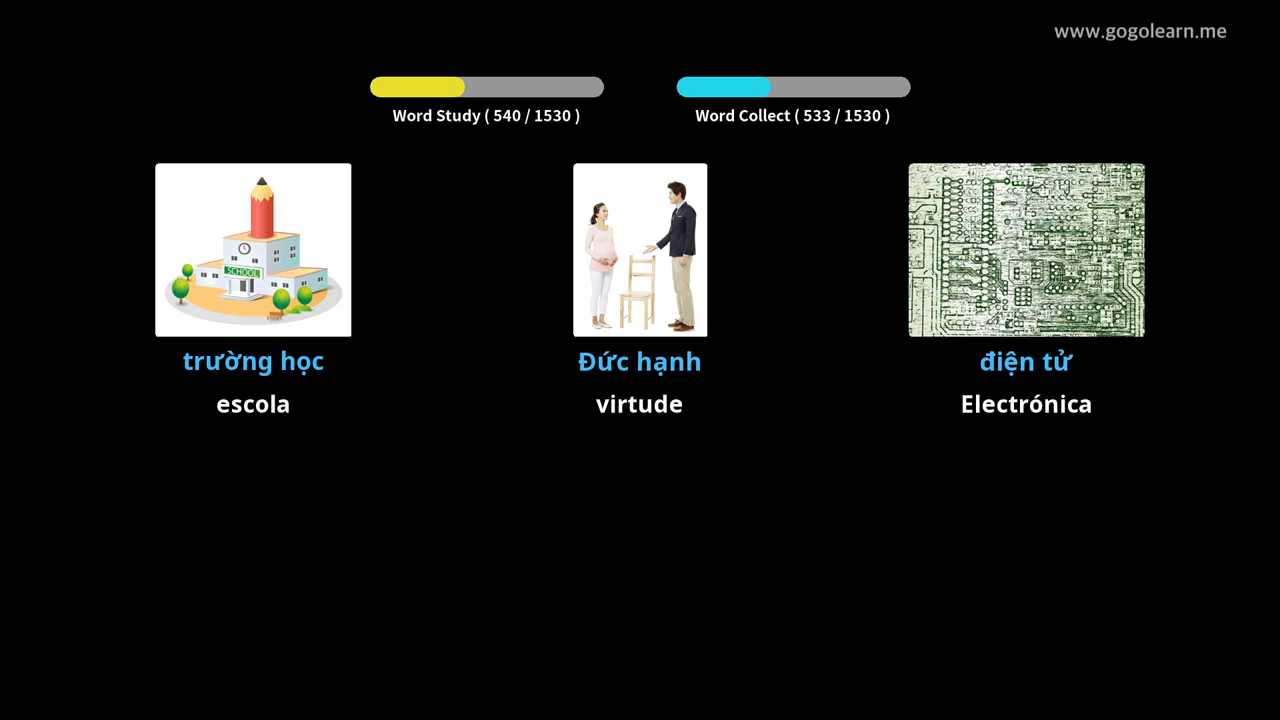 www.gogolearn.me
Word Study ( 540 / 1530 )
Word Collect ( 533 / 1530 )
SCHOOL
trường học
Đức hạnh
điện tử
escola
virtude
Electrónica